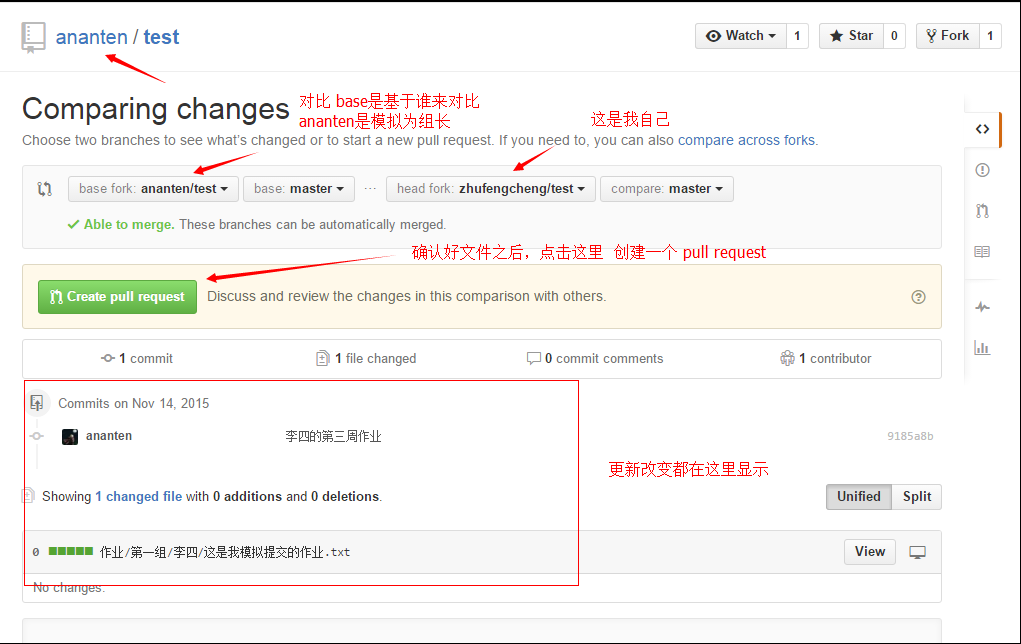 ananten / test
Watch 1 Star 0 Fork 1
Comparing changes
对比 base是基于谁来对比
ananten是模拟为组长
这是我自己
Choose two branches to see what's changed or to start a new pull request. If you need to, you can also compare across forks.
base fork: ananten/test base: master ... head fork: zhufengcheng/test compare: master
Able to merge. These branches can be automatically merged.
确认好文件之后，点击这里 创建一个 pull request
Create pull request Discuss and review the changes in this comparison with others.
1 commit 1 file changed 0 commit comments 1 contributor
Commits on Nov 14, 2015
ananten 李四的第三周作业 9185a8b
更新改变都在这里显示
Showing 1 changed file with 0 additions and 0 deletions.
Unified Split
0 作业/第一组/李四/这是我模拟提交的作业.txt View
No changes.